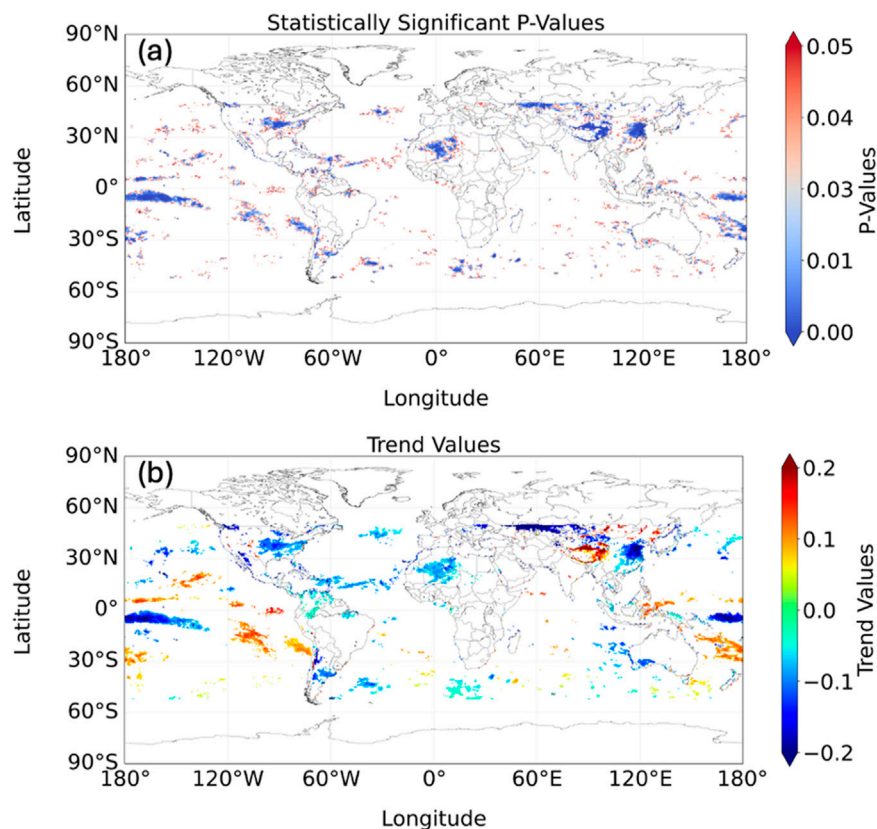 Statistically Significant P-Values
(a)
90°N
60°N
30°N
0°
30°S
60°S
90°S
Latitude
180° 120°W 60°W 0° 60°E 120°E 180°
Longitude
0.05
0.04
0.03
0.01
0.00
P-Values
Trend Values
(b)
90°N
60°N
30°N
0°
30°S
60°S
90°S
Latitude
180° 120°W 60°W 0° 60°E 120°E 180°
Longitude
0.2
0.1
0.0
−0.1
−0.2
Trend Values